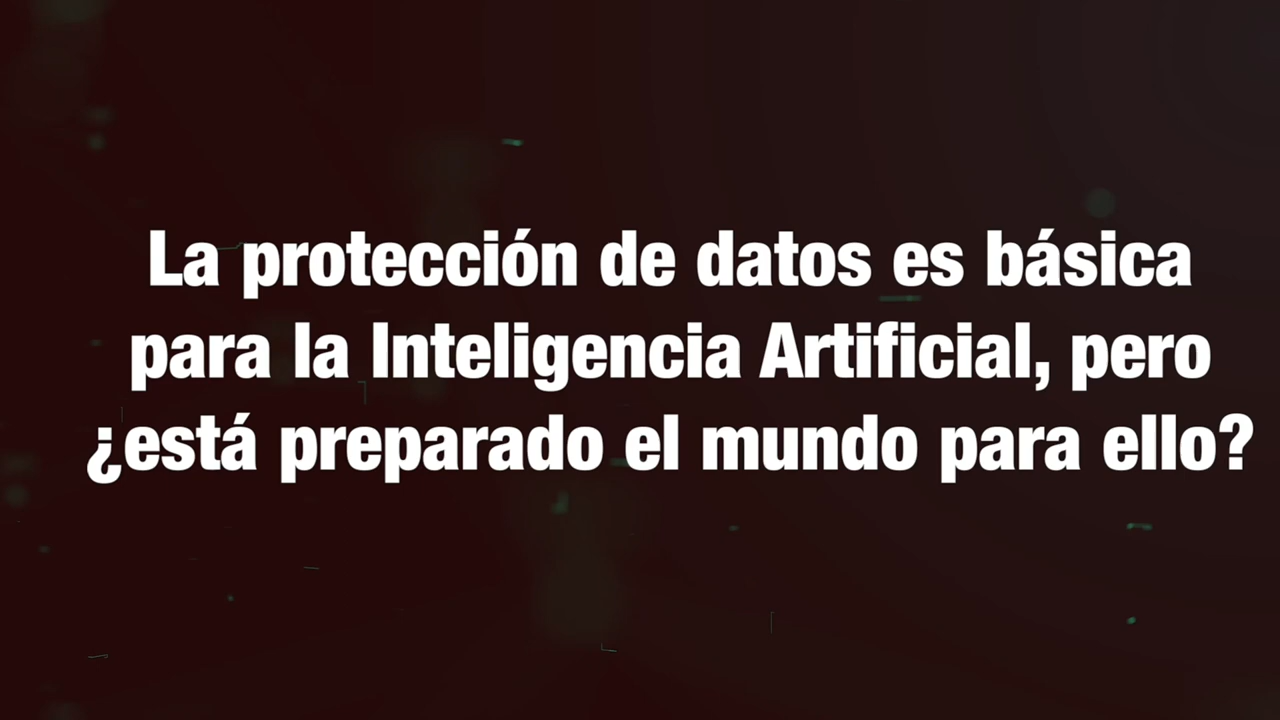 La protección de datos es básica
para la Inteligencia Artificial, pero
¿está preparado el mundo para ello?